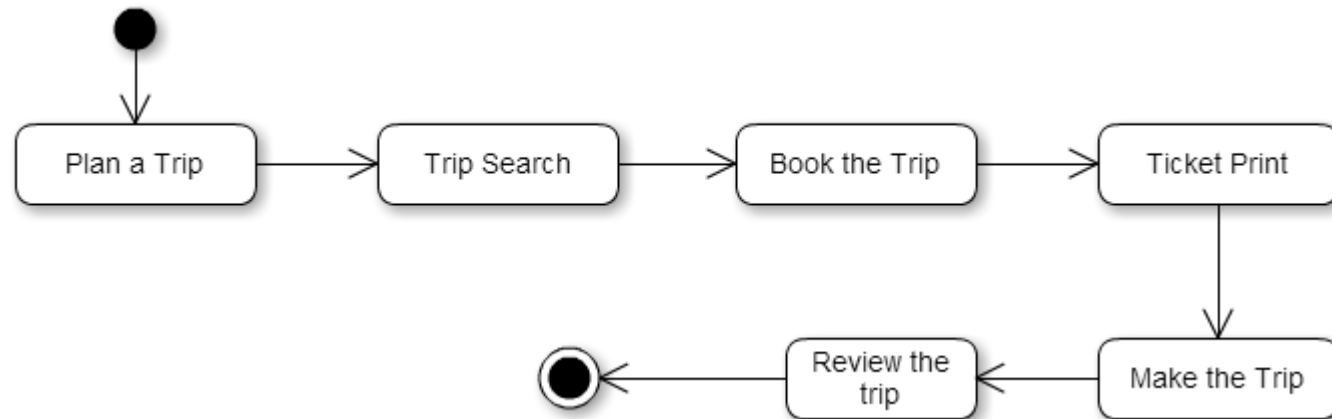 Plan a Trip
Trip Search
Book the Trip
Ticket Print
Make the Trip
Review the
trip